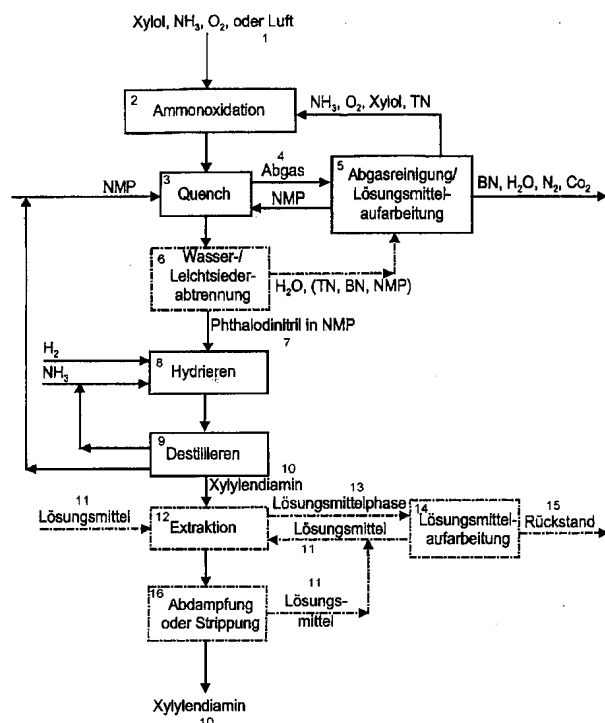 Xylol, NH₃, O₂, oder Luft
1
2
Ammonoxidation
NH₃, O₂, Xylol, TN
4
Abgas
5
Abgasreinigung/
Lösungsmittel-
aufarbeitung
BN, H₂O, N₂, Co₂
NMP
3
Quench
NMP
6
Wasser-/
Leichtsieder-
abtrennung
H₂O, (TN, BN, NMP)
Phthalodinitril in NMP
7
H₂
NH₃
8
Hydrieren
9
Destillieren
10
Xylylendiamin
11
Lösungsmittel
12
Extraktion
13
Lösungsmittelphase
Lösungsmittel
11
14
Lösungsmittel-
aufarbeitung
15
Rückstand
16
Abdampfung
oder Strippung
11
Lösungs-
mittel
Xylylendiamin
10